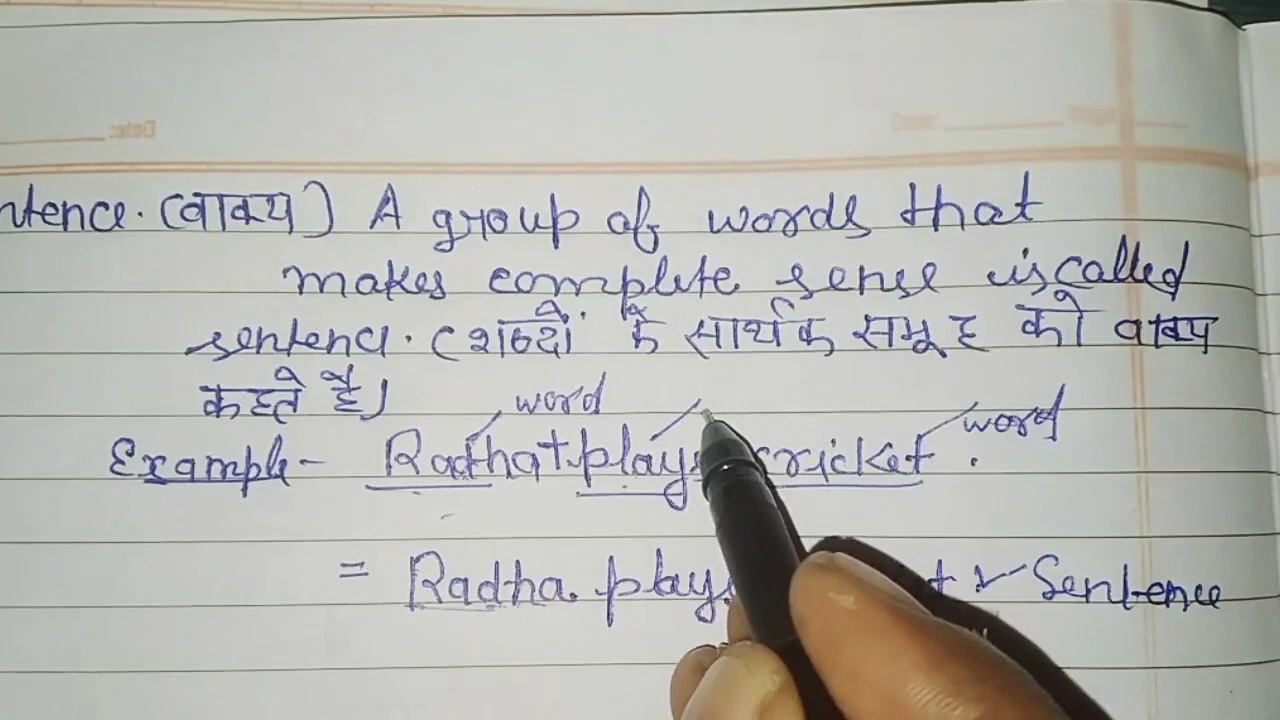 ntence. (वाक्य) A group of words that
makes complete sense is called
sentence. (शब्दों के सार्थक समूह को वाक्य
कहते है।
word
word
Example- Radha+plays cricket.
= Radha. plays t ✓ Sentence